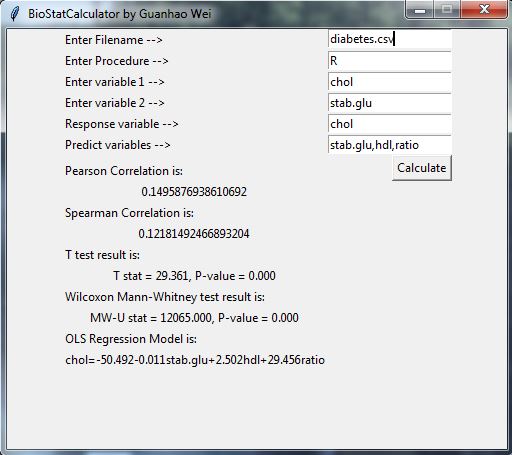 BioStatCalculator by Guanhao Wei
Enter Filename --> diabetes.csv
Enter Procedure --> R
Enter variable 1 --> chol
Enter variable 2 --> stab.glu
Response variable --> chol
Predict variables --> stab.glu,hdl,ratio
Calculate
Pearson Correlation is:
0.1495876938610692
Spearman Correlation is:
0.12181492466893204
T test result is:
T stat = 29.361, P-value = 0.000
Wilcoxon Mann-Whitney test result is:
MW-U stat = 12065.000, P-value = 0.000
OLS Regression Model is:
chol=-50.492-0.011stab.glu+2.502hdl+29.456ratio